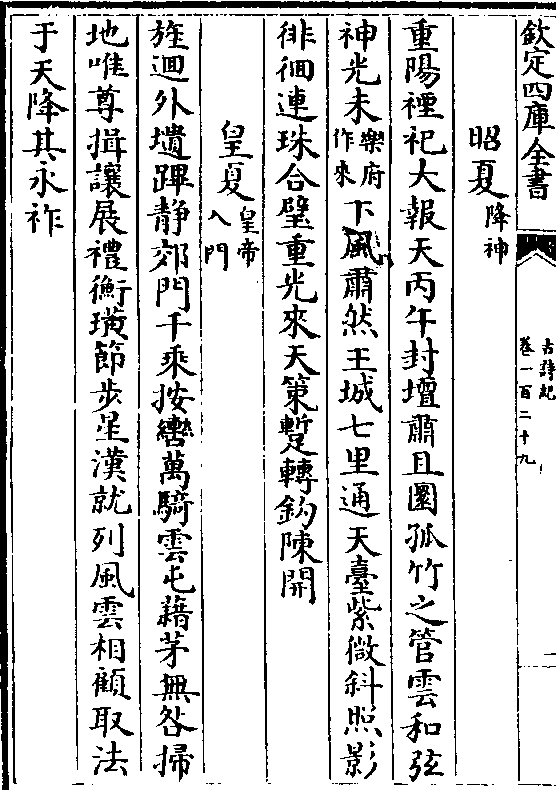 欽定四庫全書
古詩紀
卷一百二十九
一
昭夏降神
重陽禋祀大報天丙午封壇肅且圜孤竹之管雲和弦
神光未樂府作來下風肅然王城七里通天臺紫微斜照影
徘徊連珠合璧重光來天策蹔轉鈎陳開
皇夏皇帝入門
旌迴外壝蹕静郊門千乗按轡萬騎雲屯藉茅無咎掃
地唯尊揖讓展禮衡璜節步星漢就列風雲相顧取法
于天降其永祚